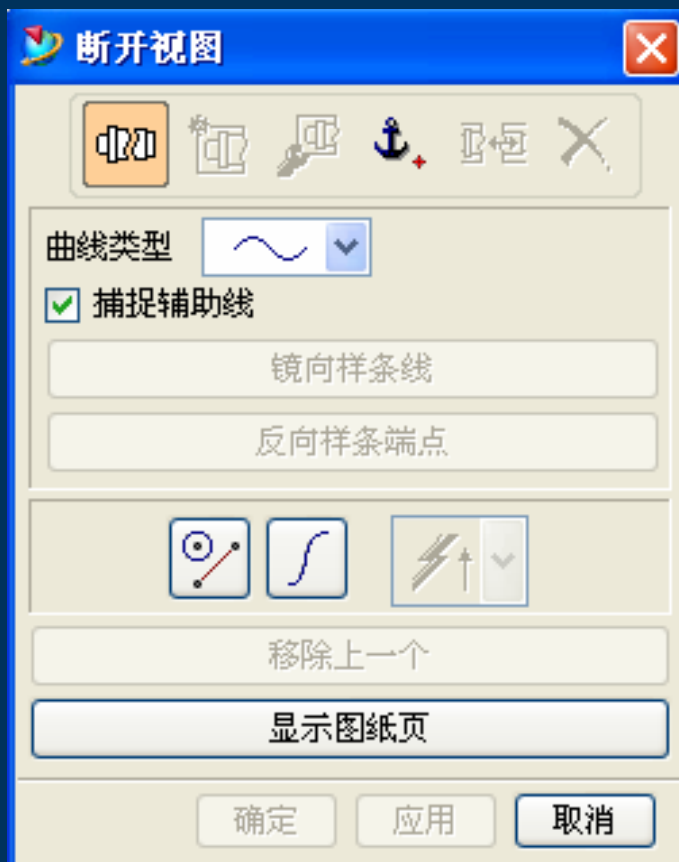 断开视图
曲线类型
捕捉辅助线
镜向样条线
反向样条端点
移除上一个
显示图纸页
确定 应用 取消